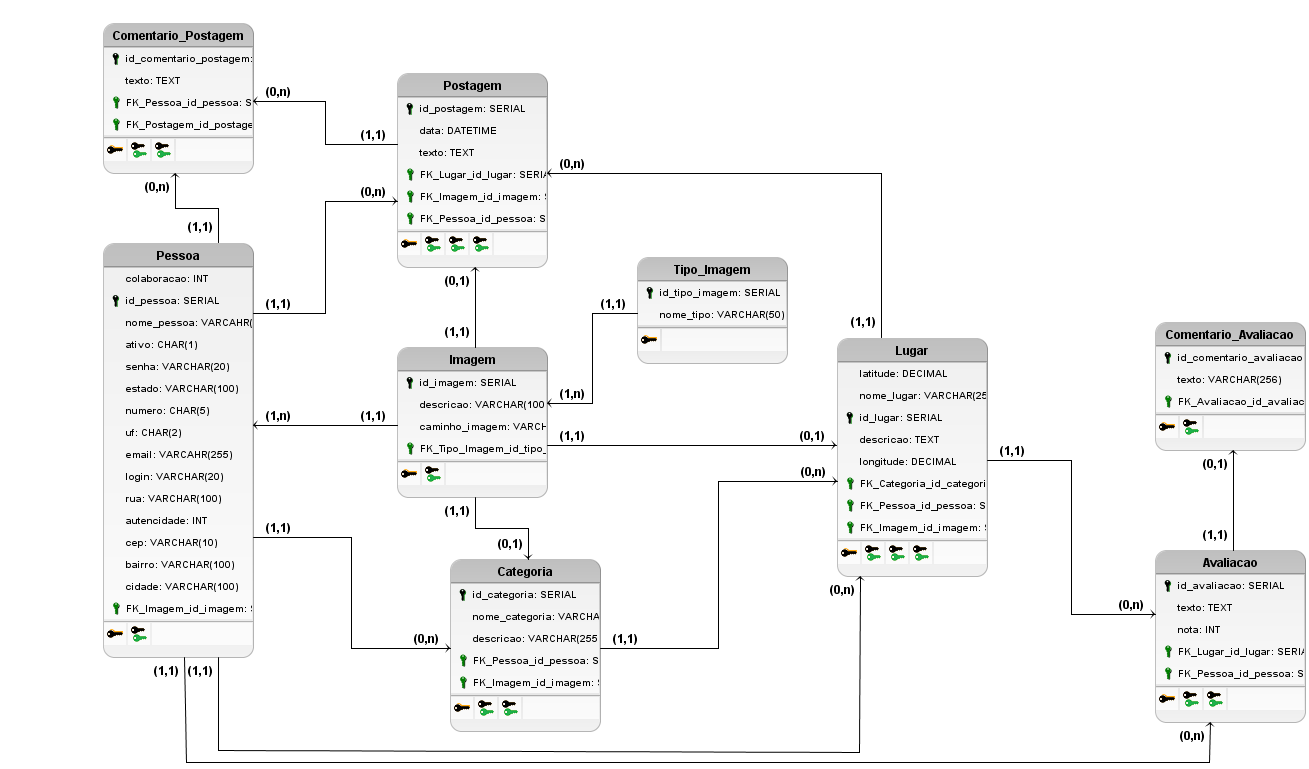 Comentario_Postagem
id_comentario_postagem:
texto: TEXT
FK_Pessoa_id_pessoa: S
FK_Postagem_id_postage
(0,n)
(1,1)
(0,n)
(1,1)
Postagem
id_postagem: SERIAL
data: DATETIME
texto: TEXT
FK_Lugar_id_lugar: SERIA
FK_Imagem_id_imagem:
FK_Pessoa_id_pessoa: S
(0,n)
(0,n)
(0,1)
(1,1)
Pessoa
colaboracao: INT
id_pessoa: SERIAL
nome_pessoa: VARCAHR(
ativo: CHAR(1)
senha: VARCHAR(20)
estado: VARCHAR(100)
numero: CHAR(5)
uf: CHAR(2)
email: VARCAHR(255)
login: VARCHAR(20)
rua: VARCHAR(100)
autencidade: INT
cep: VARCHAR(10)
bairro: VARCHAR(100)
cidade: VARCHAR(100)
FK_Imagem_id_imagem:
(1,1)
(1,n)
(1,1)
(1,1)
(1,1)
(1,1)
Tipo_Imagem
id_tipo_imagem: SERIAL
nome_tipo: VARCHAR(50)
(1,1)
(1,n)
Imagem
id_imagem: SERIAL
descricao: VARCHAR(100
caminho_imagem: VARCH
FK_Tipo_Imagem_id_tipo_
(1,1)
(0,1)
(1,1)
(0,1)
Categoria
id_categoria: SERIAL
nome_categoria: VARCHA
descricao: VARCHAR(255
FK_Pessoa_id_pessoa: S
FK_Imagem_id_imagem:
(0,n)
(1,1)
(0,n)
(1,1)
Lugar
latitude: DECIMAL
nome_lugar: VARCHAR(25
id_lugar: SERIAL
descricao: TEXT
longitude: DECIMAL
FK_Categoria_id_categori
FK_Pessoa_id_pessoa: S
FK_Imagem_id_imagem:
(0,n)
(1,1)
(0,n)
Comentario_Avaliacao
id_comentario_avaliacao
texto: VARCHAR(256)
FK_Avaliacao_id_avaliac
(0,1)
(1,1)
Avaliacao
id_avaliacao: SERIAL
texto: TEXT
nota: INT
FK_Lugar_id_lugar: SERIA
FK_Pessoa_id_pessoa: S
(0,n)